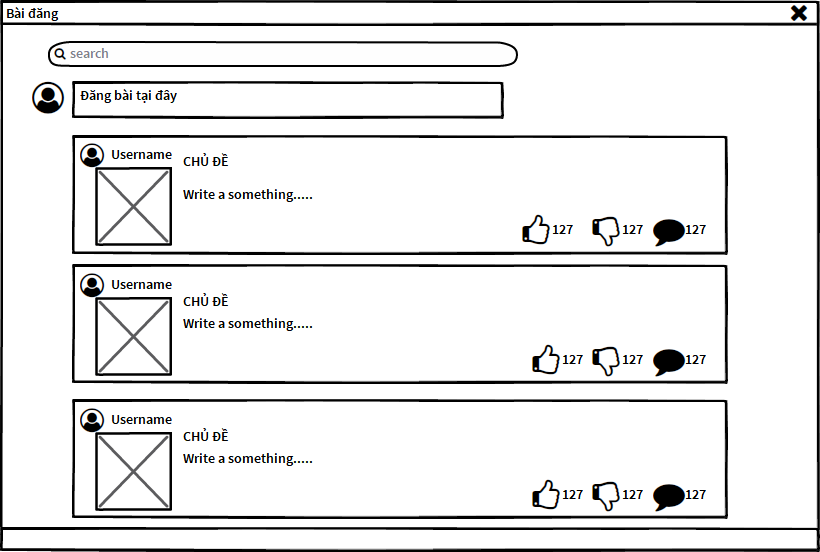 Bài đăng
search
Đăng bài tại đây
Username
CHỦ ĐỀ
Write a something.....
127 127 127
Username
CHỦ ĐỀ
Write a something.....
127 127 127
Username
CHỦ ĐỀ
Write a something.....
127 127 127